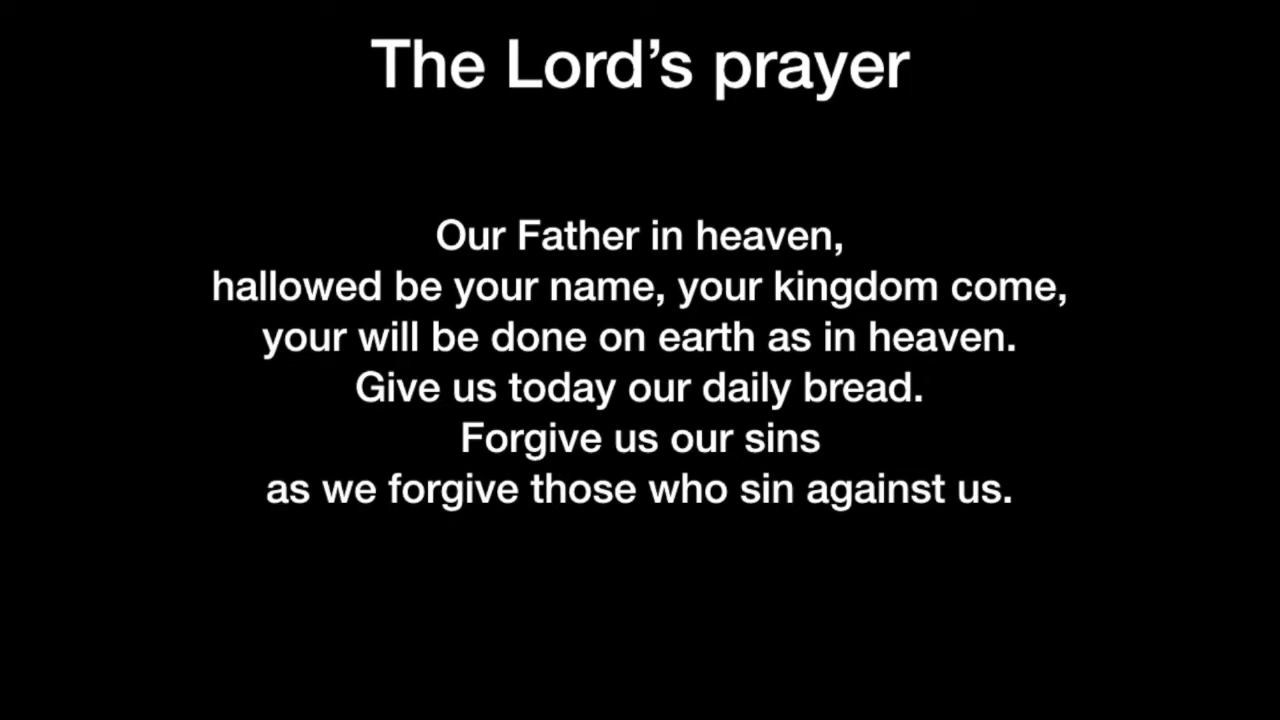 The Lord’s prayer
Our Father in heaven,
hallowed be your name, your kingdom come,
your will be done on earth as in heaven.
Give us today our daily bread.
Forgive us our sins
as we forgive those who sin against us.